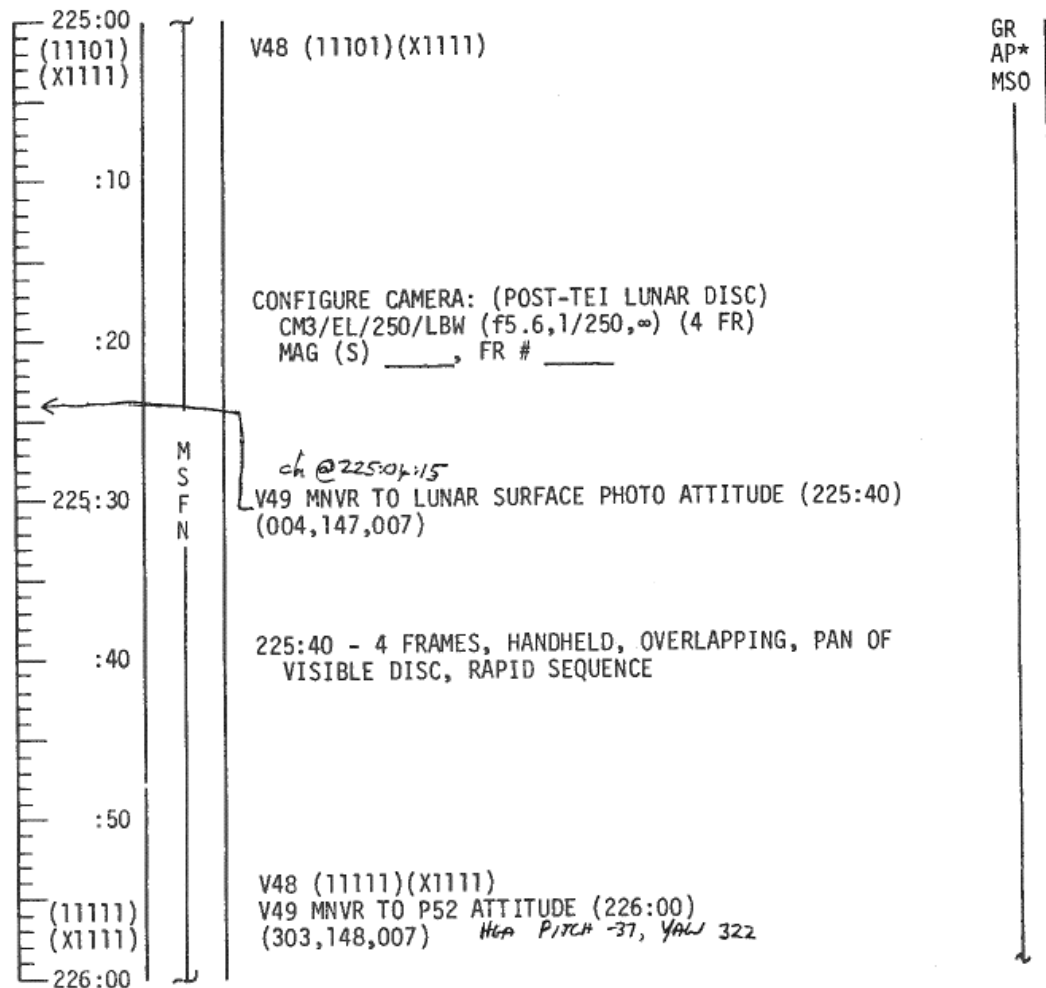 225:00
(11101)
(X1111)
V48 (11101)(X1111)
GR
AP*
MSO
:10
CONFIGURE CAMERA: (POST-TEI LUNAR DISC)
CM3/EL/250/LBW (f5.6,1/250,∞) (4 FR)
:20
MAG (S) _____, FR # _____
M
S
F
N
ch @225:04:15
225:30
V49 MNVR TO LUNAR SURFACE PHOTO ATTITUDE (225:40)
(004,147,007)
225:40 - 4 FRAMES, HANDHELD, OVERLAPPING, PAN OF
:40
VISIBLE DISC, RAPID SEQUENCE
:50
V48 (11111)(X1111)
(11111)
V49 MNVR TO P52 ATTITUDE (226:00)
(X1111)
(303,148,007) HGA PITCH -37, YAW 322
226:00